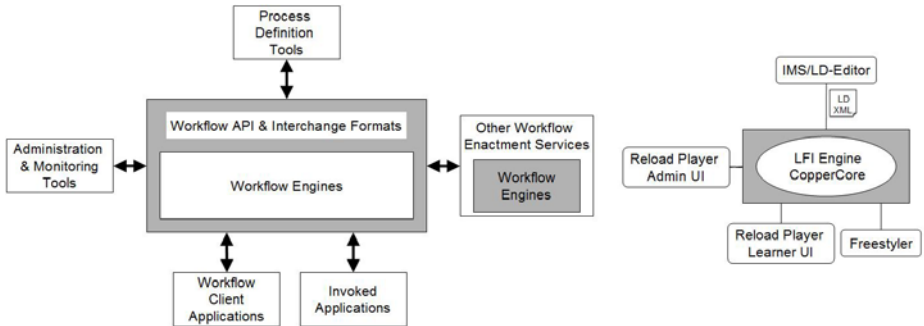 Process
Definition
Tools
Workflow API & Interchange Formats
Workflow Engines
Administration
& Monitoring
Tools
Other Workflow
Enactment Services
Workflow
Engines
Workflow
Client
Applications
Invoked
Applications
IMS/LD-Editor
LD
XML
LFI Engine
CopperCore
Reload Player
Admin UI
Reload Player
Learner UI
Freestyler